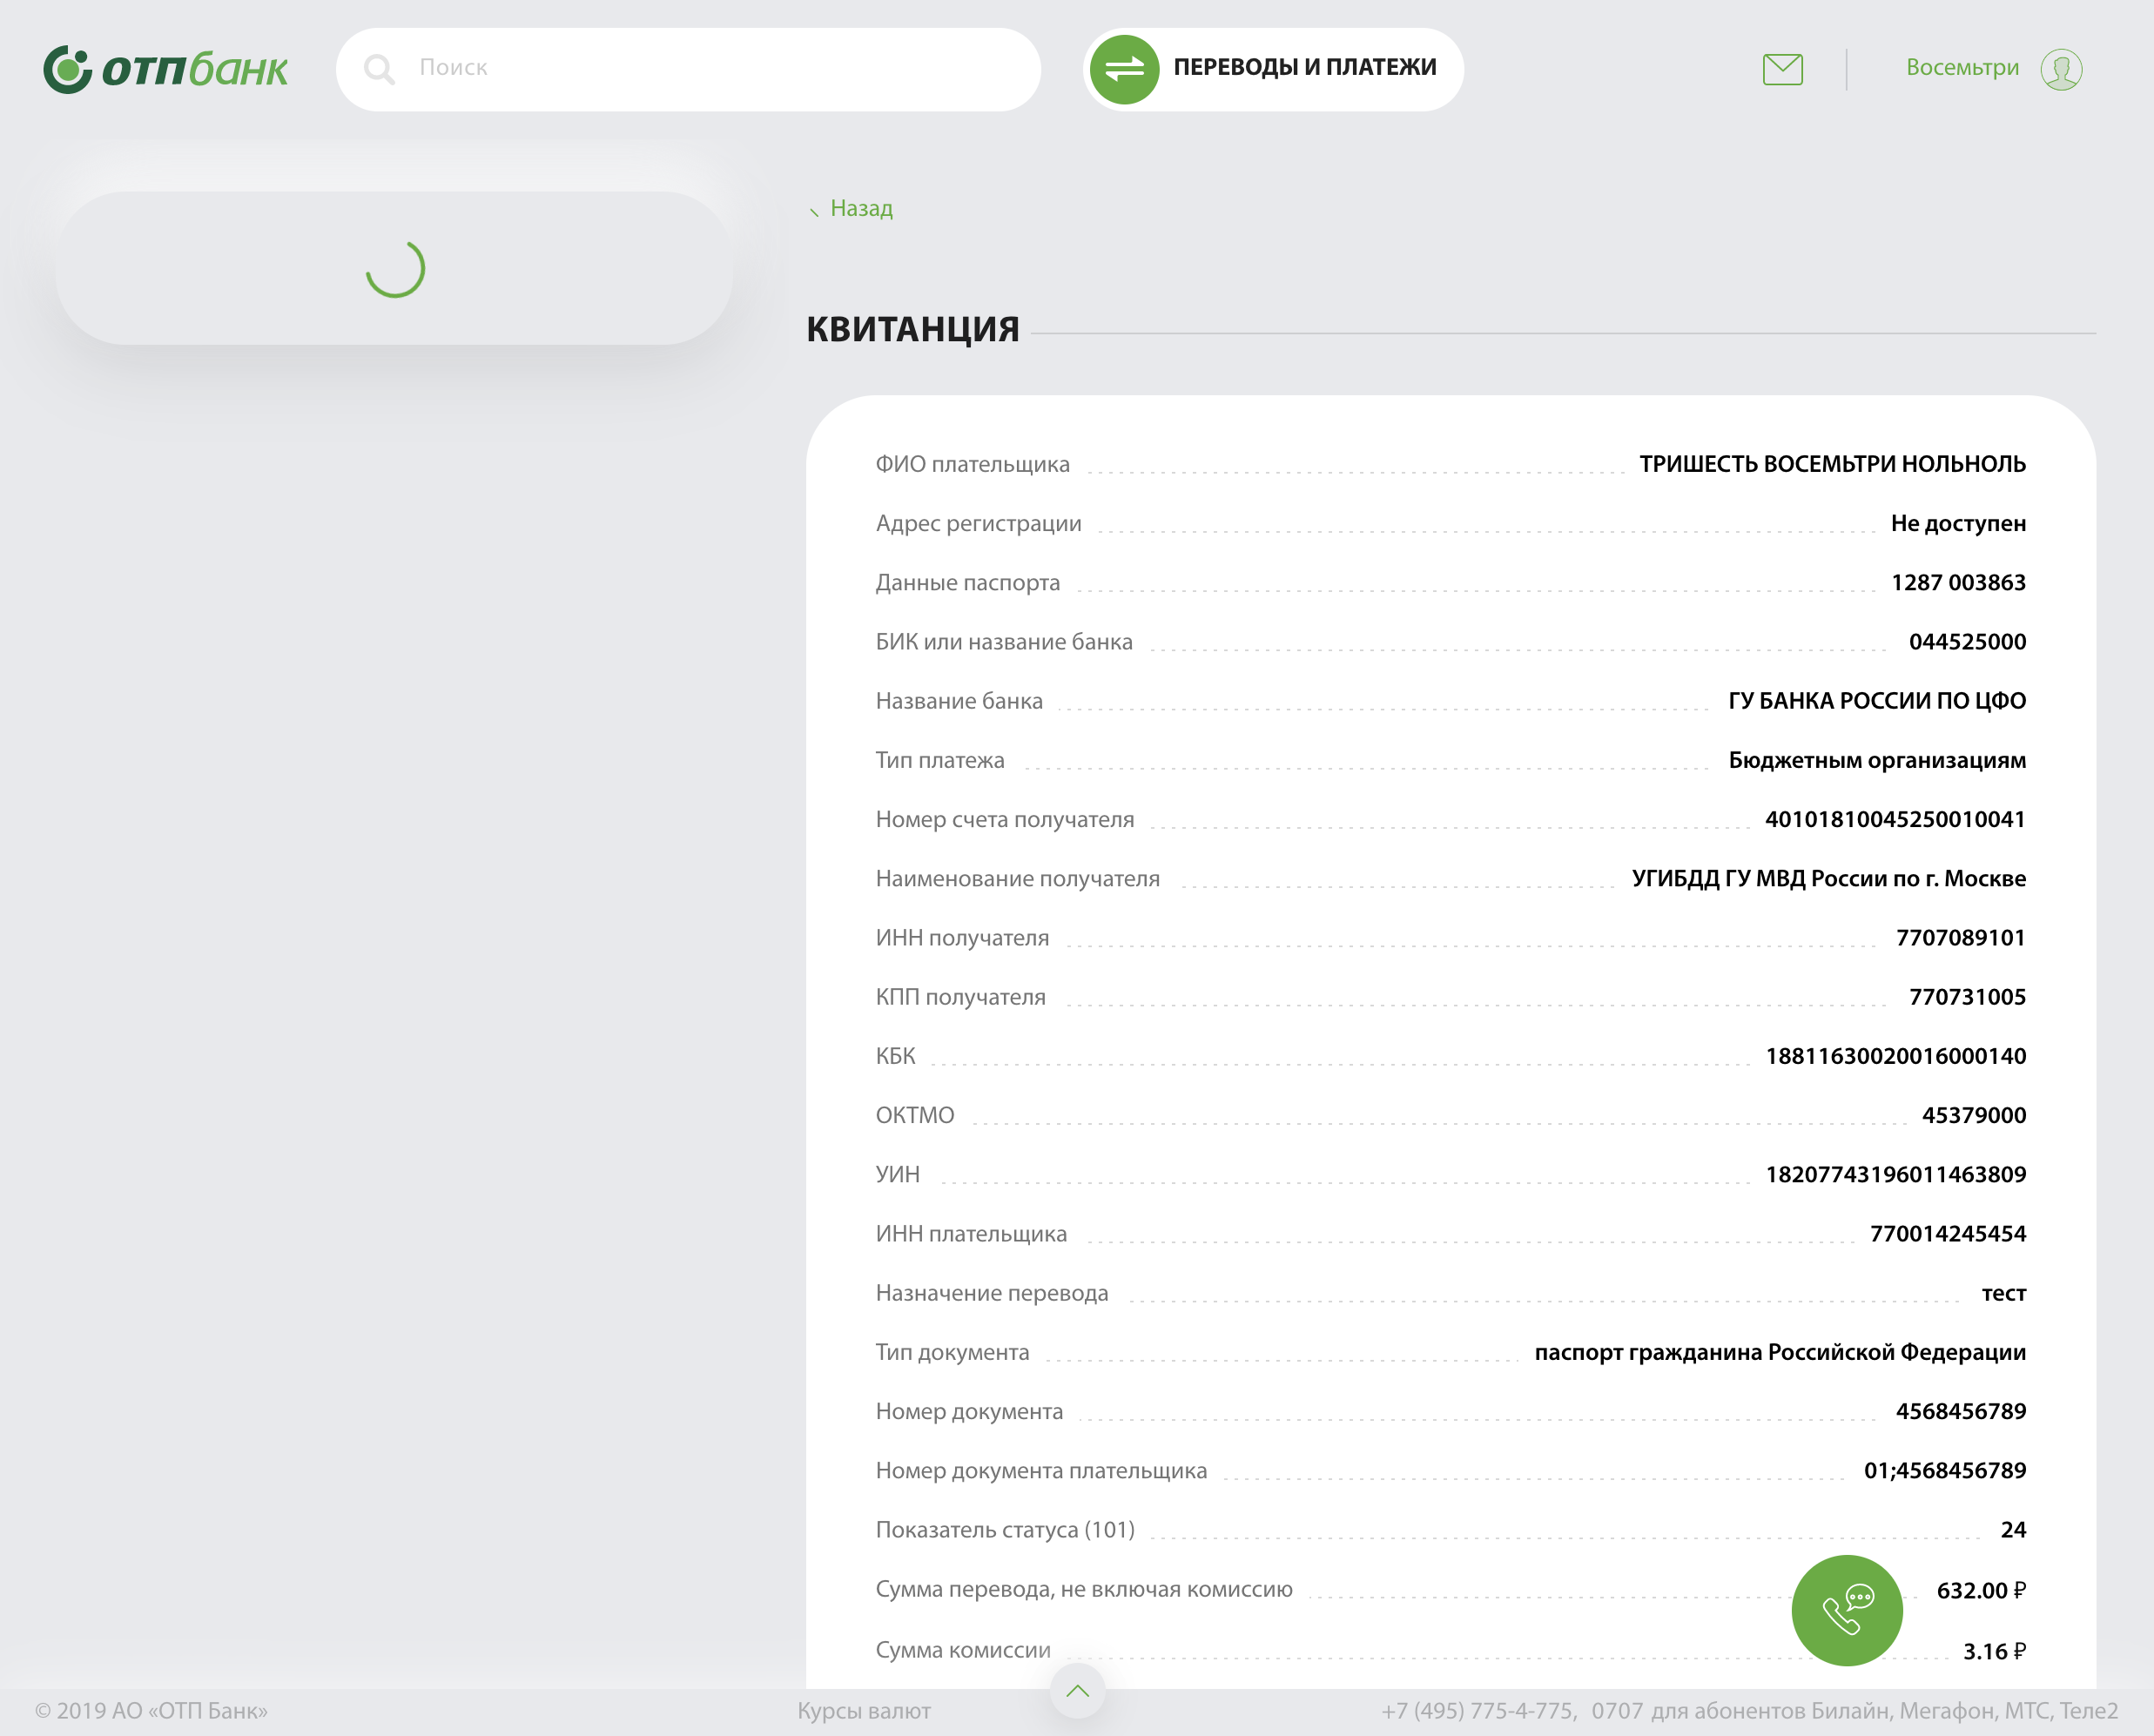 отпбанк
Поиск
ПЕРЕВОДЫ И ПЛАТЕЖИ
Восемьтри
Назад
КВИТАНЦИЯ
ФИО плательщика ТРИШЕСТЬ ВОСЕМЬТРИ НОЛЬНОЛЬ
Адрес регистрации Не доступен
Данные паспорта 1287 003863
БИК или название банка 044525000
Название банка ГУ БАНКА РОССИИ ПО ЦФО
Тип платежа Бюджетным организациям
Номер счета получателя 40101810045250010041
Наименование получателя УГИБДД ГУ МВД России по г. Москве
ИНН получателя 7707089101
КПП получателя 770731005
КБК 18811630020016000140
ОКТМО 45379000
УИН 18207743196011463809
ИНН плательщика 770014245454
Назначение перевода тест
Тип документа паспорт гражданина Российской Федерации
Номер документа 4568456789
Номер документа плательщика 01;4568456789
Показатель статуса (101) 24
Сумма перевода, не включая комиссию 632.00 ₽
Сумма комиссии 3.16 ₽
© 2019 АО «ОТП Банк» Курсы валют +7 (495) 775-4-775, 0707 для абонентов Билайн, Мегафон, МТС, Теле2